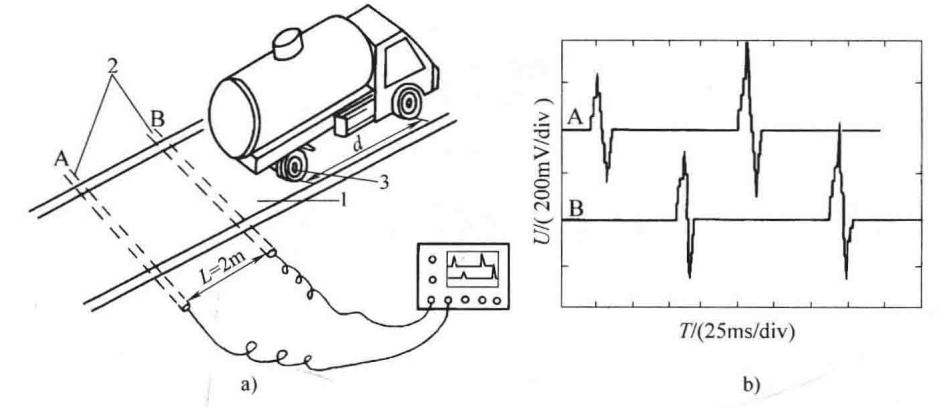 2
A
B
d
3
1
L=2m
a)
A
B
U/( 200mV/div )
T/(25ms/div)
b)